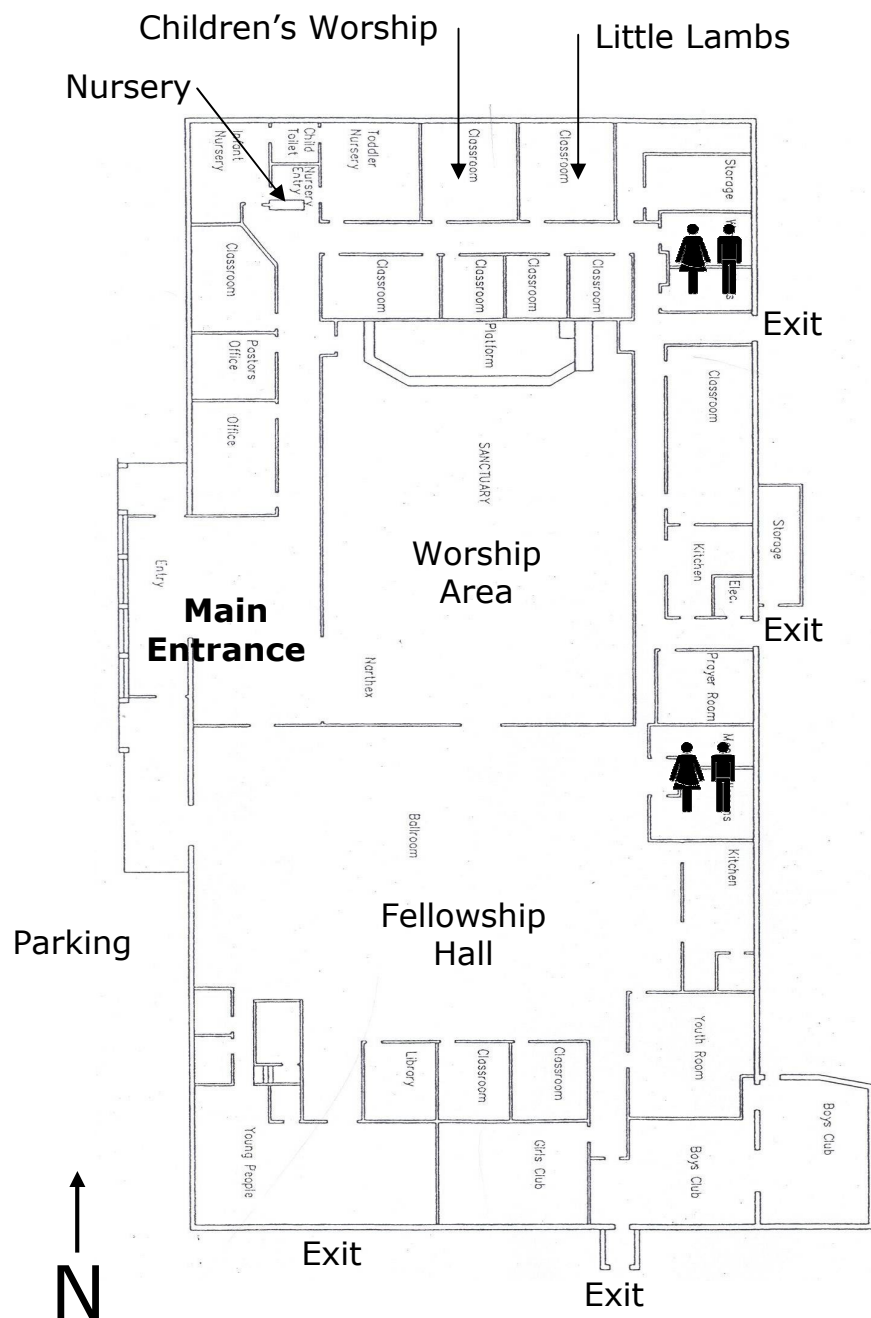 Children’s Worship
Little Lambs
Nursery
Infant
Nursery
Child
Toilet
Nursery
Entry
Toddler
Nursery
Classroom
Classroom
Storage
Classroom
Classroom
Classroom
Classroom
Classroom
Exit
Platform
Pastors
Office
Classroom
Office
SANCTUARY
Storage
Worship
Area
Kitchen
Elec.
Entry
Main
Entrance
Exit
Narthex
Prayer Room
Ballroom
Kitchen
Fellowship
Hall
Parking
Youth Room
Library
Classroom
Classroom
Boys Club
Young People
Girls Club
Boys Club
Exit
Exit
N